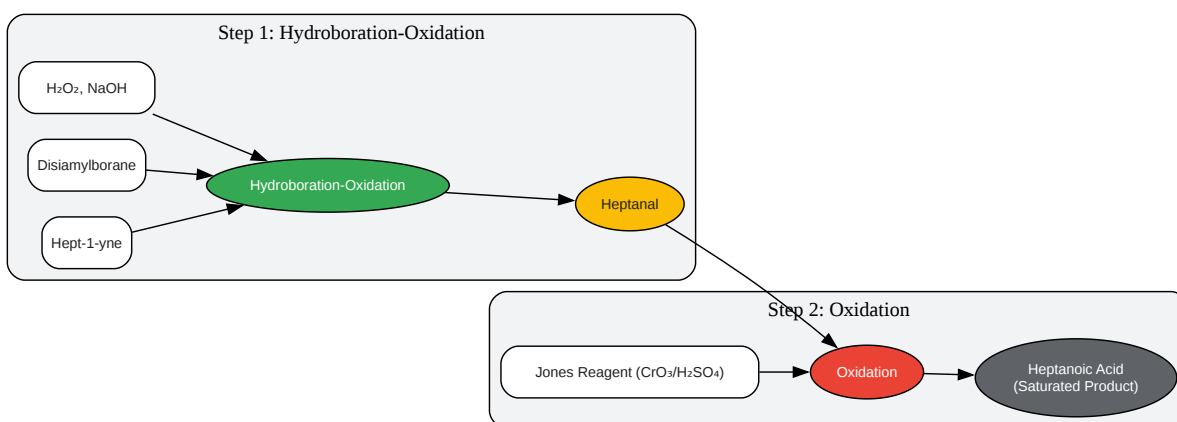 Step 1: Hydroboration-Oxidation
H₂O₂, NaOH
Disiamylborane
Hydroboration-Oxidation
Heptanal
Hept-1-yne
Step 2: Oxidation
Jones Reagent (CrO₃/H₂SO₄)
Oxidation
Heptanoic Acid
(Saturated Product)